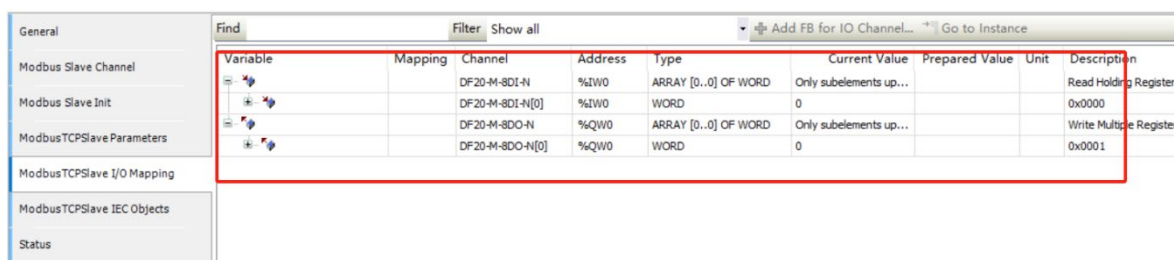 General
Modbus Slave Channel
Modbus Slave Init
ModbusTCPSlave Parameters
ModbusTCPSlave I/O Mapping
ModbusTCPSlave IEC Objects
Status
Find Filter Show all Add FB for IO Channel... Go to Instance
Variable Mapping Channel Address Type Current Value Prepared Value Unit Description
DF20-M-8DI-N %IW0 ARRAY [0..0] OF WORD Only subelements up... Read Holding Register
DF20-M-8DI-N[0] %IW0 WORD 0 0x0000
DF20-M-8DO-N %QW0 ARRAY [0..0] OF WORD Only subelements up... Write Multiple Registe
DF20-M-8DO-N[0] %QW0 WORD 0 0x0001